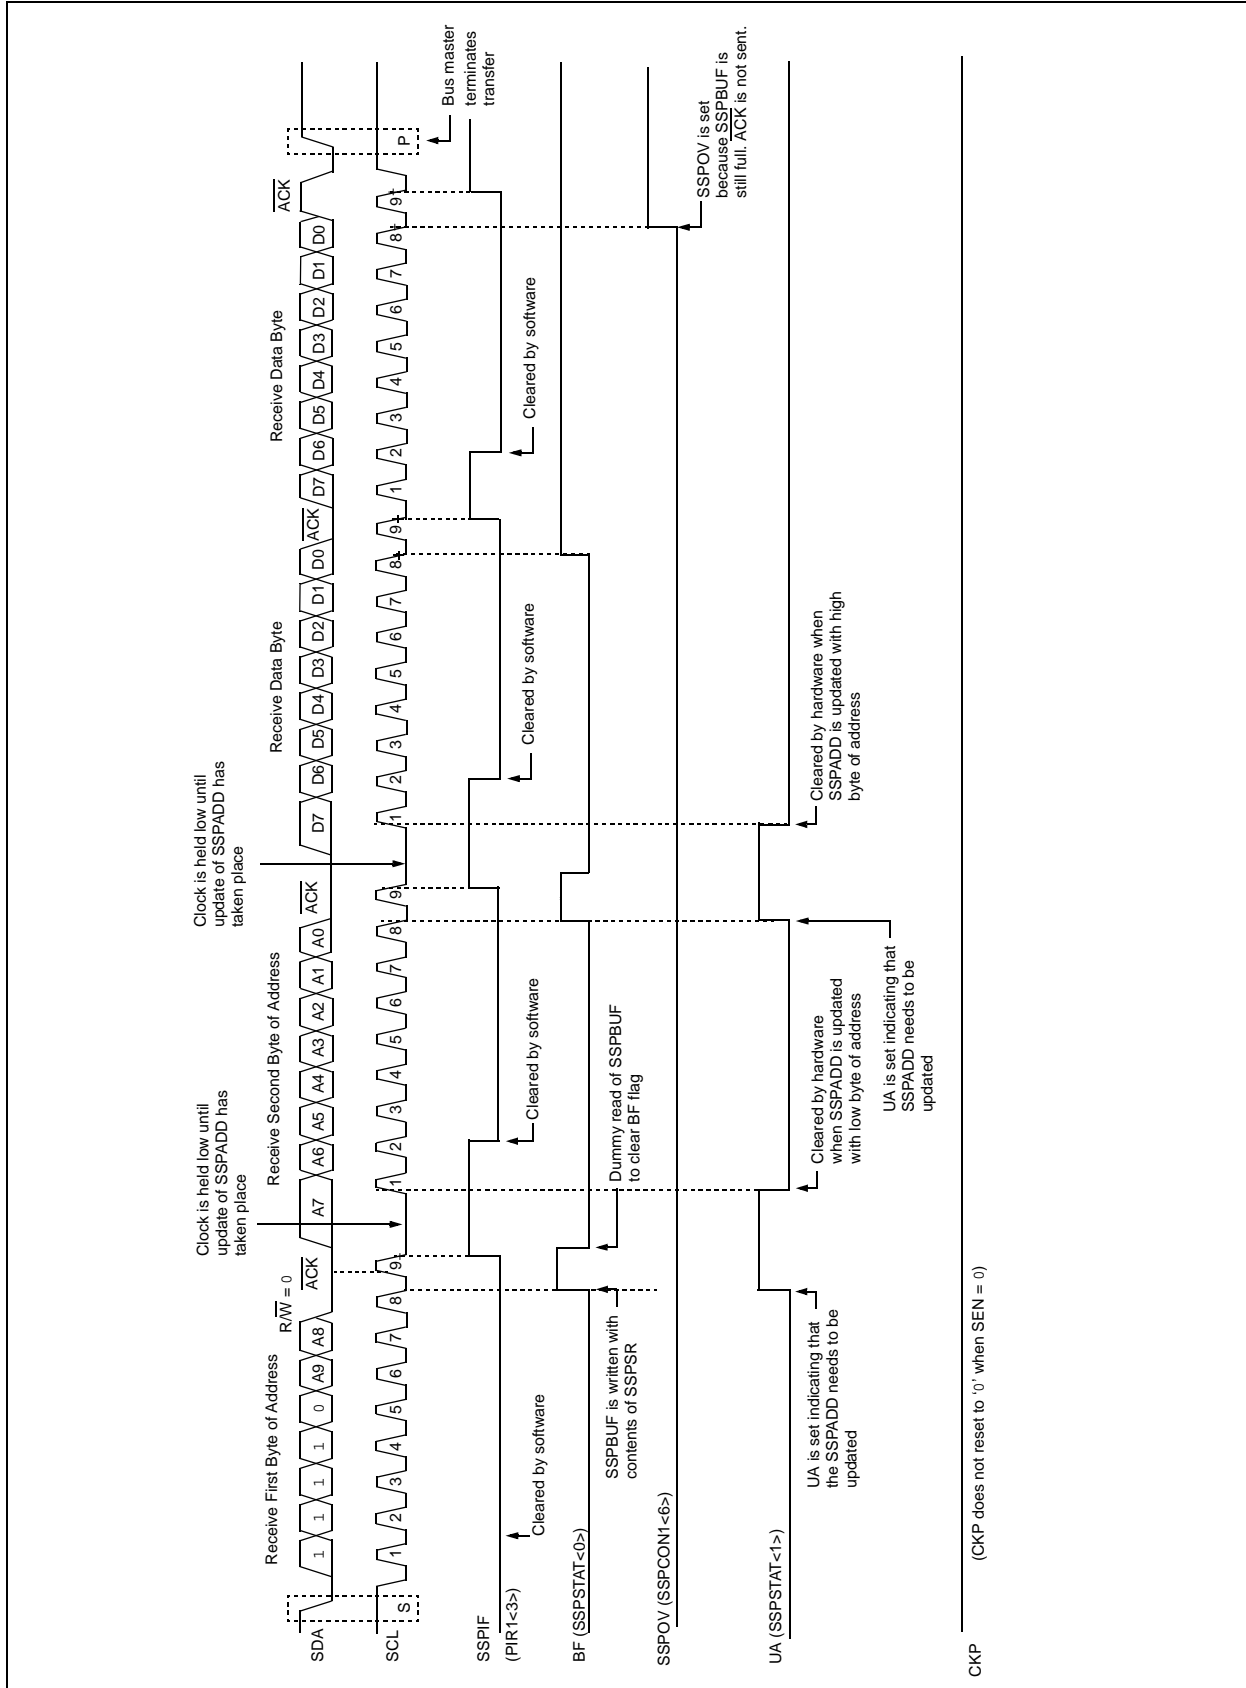 Receive First Byte of Address
R/W = 0
ACK
Clock is held low until
update of SSPADD has
taken place
Receive Second Byte of Address
ACK
Clock is held low until
update of SSPADD has
taken place
Receive Data Byte
ACK
Receive Data Byte
ACK
SDA
1 1 1 1 0 A9 A8
A7 A6 A5 A4 A3 A2 A1 A0
D7 D6 D5 D4 D3 D2 D1 D0
D7 D6 D5 D4 D3 D2 D1 D0
SCL
S
1 2 3 4 5 6 7 8 9
1 2 3 4 5 6 7 8 9
1 2 3 4 5 6 7 8 9
1 2 3 4 5 6 7 8 9
P
Bus master
terminates
transfer
SSPIF
(PIR1<3>)
Cleared by software
Cleared by software
Cleared by software
Cleared by software
BF (SSPSTAT<0>)
SSPBUF is written with
contents of SSPSR
Dummy read of SSPBUF
to clear BF flag
SSPOV (SSPCON1<6>)
SSPOV is set
because SSPBUF is
still full. ACK is not sent.
UA (SSPSTAT<1>)
UA is set indicating that
the SSPADD needs to be
updated
Cleared by hardware
when SSPADD is updated
with low byte of address
UA is set indicating that
SSPADD needs to be
updated
Cleared by hardware when
SSPADD is updated with high
byte of address
CKP
(CKP does not reset to ‘0’ when SEN = 0)